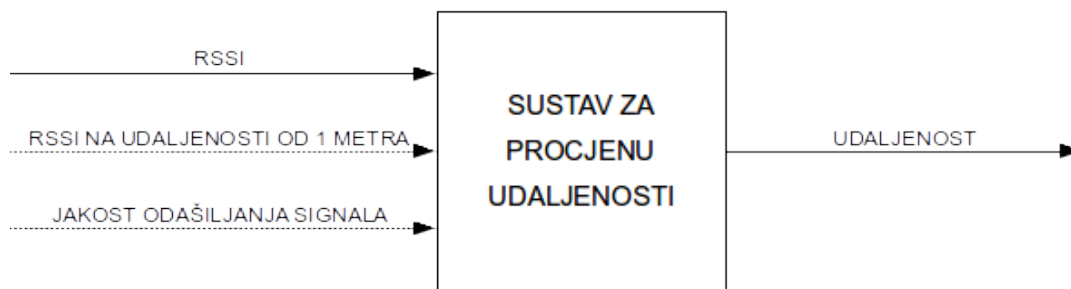 RSSI
RSSI NA UDALJENOSTI OD 1 METRA
JAKOST ODAŠILJANJA SIGNALA
SUSTAV ZA
PROCJENU
UDALJENOSTI
UDALJENOST